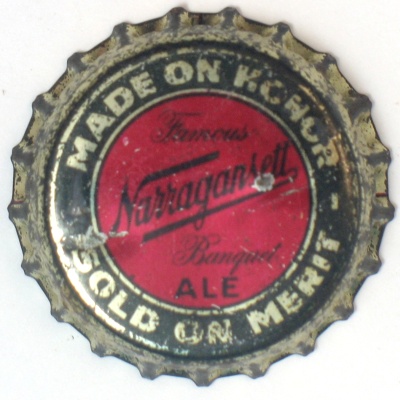 MADE ON HONOR -
Famous
Narragansett
Banquet
ALE
SOLD ON MERIT